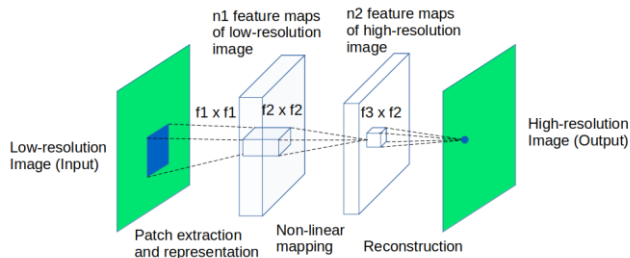 n1 feature maps
of low-resolution
image
n2 feature maps
of high-resolution
image
f1 x f1
f2 x f2
f3 x f2
Low-resolution
Image (Input)
High-resolution
Image (Output)
Patch extraction
and representation
Non-linear
mapping
Reconstruction